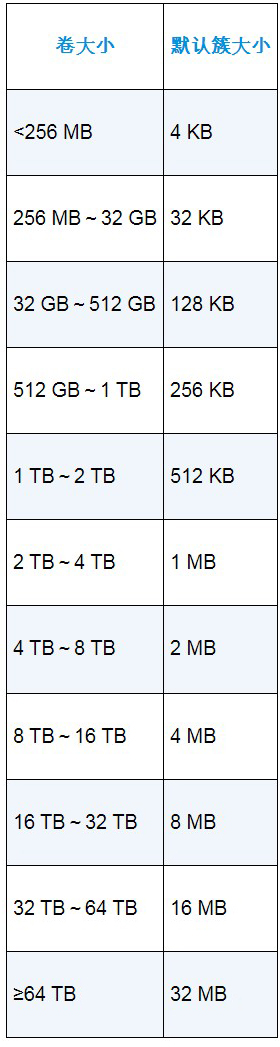 卷大小 默认簇大小
<256 MB 4 KB
256 MB ~ 32 GB 32 KB
32 GB ~ 512 GB 128 KB
512 GB ~ 1 TB 256 KB
1 TB ~ 2 TB 512 KB
2 TB ~ 4 TB 1 MB
4 TB ~ 8 TB 2 MB
8 TB ~ 16 TB 4 MB
16 TB ~ 32 TB 8 MB
32 TB ~ 64 TB 16 MB
≥64 TB 32 MB